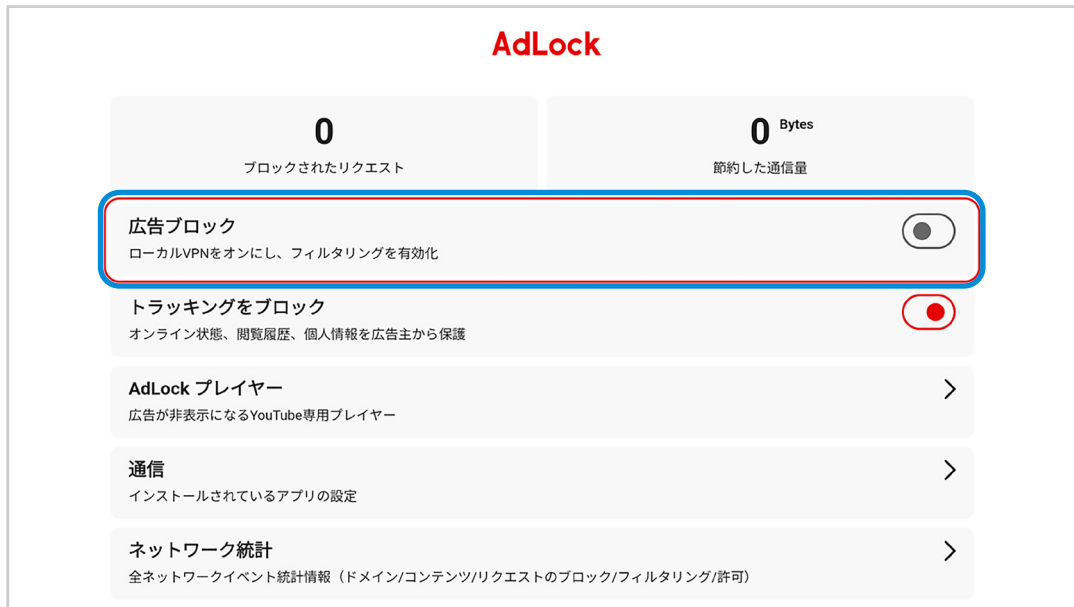 AdLock
0
ブロックされたリクエスト
0 Bytes
節約した通信量
広告ブロック
ローカルVPNをオンにし、フィルタリングを有効化
トラッキングをブロック
オンライン状態、閲覧履歴、個人情報を広告主から保護
AdLock プレイヤー
広告が非表示になるYouTube専用プレイヤー
通信
インストールされているアプリの設定
ネットワーク統計
全ネットワークイベント統計情報（ドメイン/コンテンツ/リクエストのブロック/フィルタリング/許可）